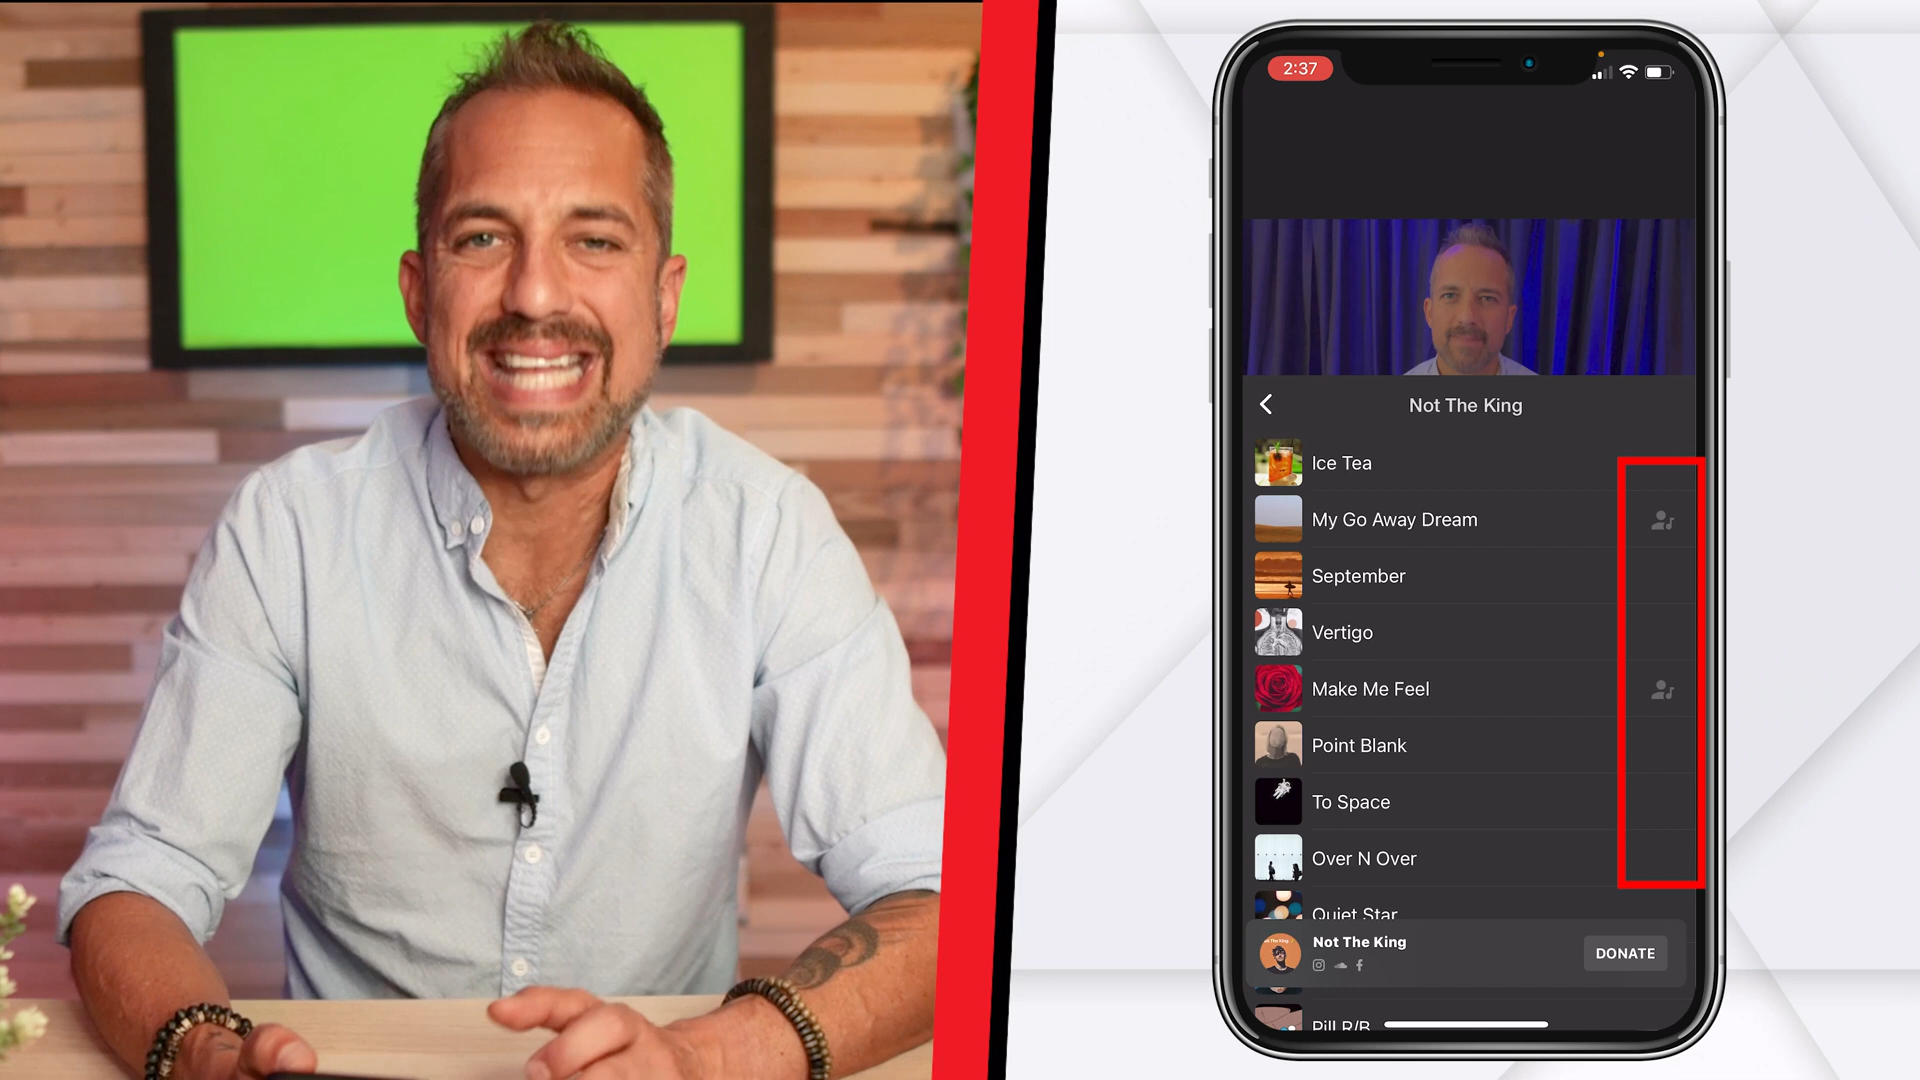 2:37
Not The King
Ice Tea
My Go Away Dream
September
Vertigo
Make Me Feel
Point Blank
To Space
Over N Over
Quiet Star
Not The King
DONATE
Pill R/B